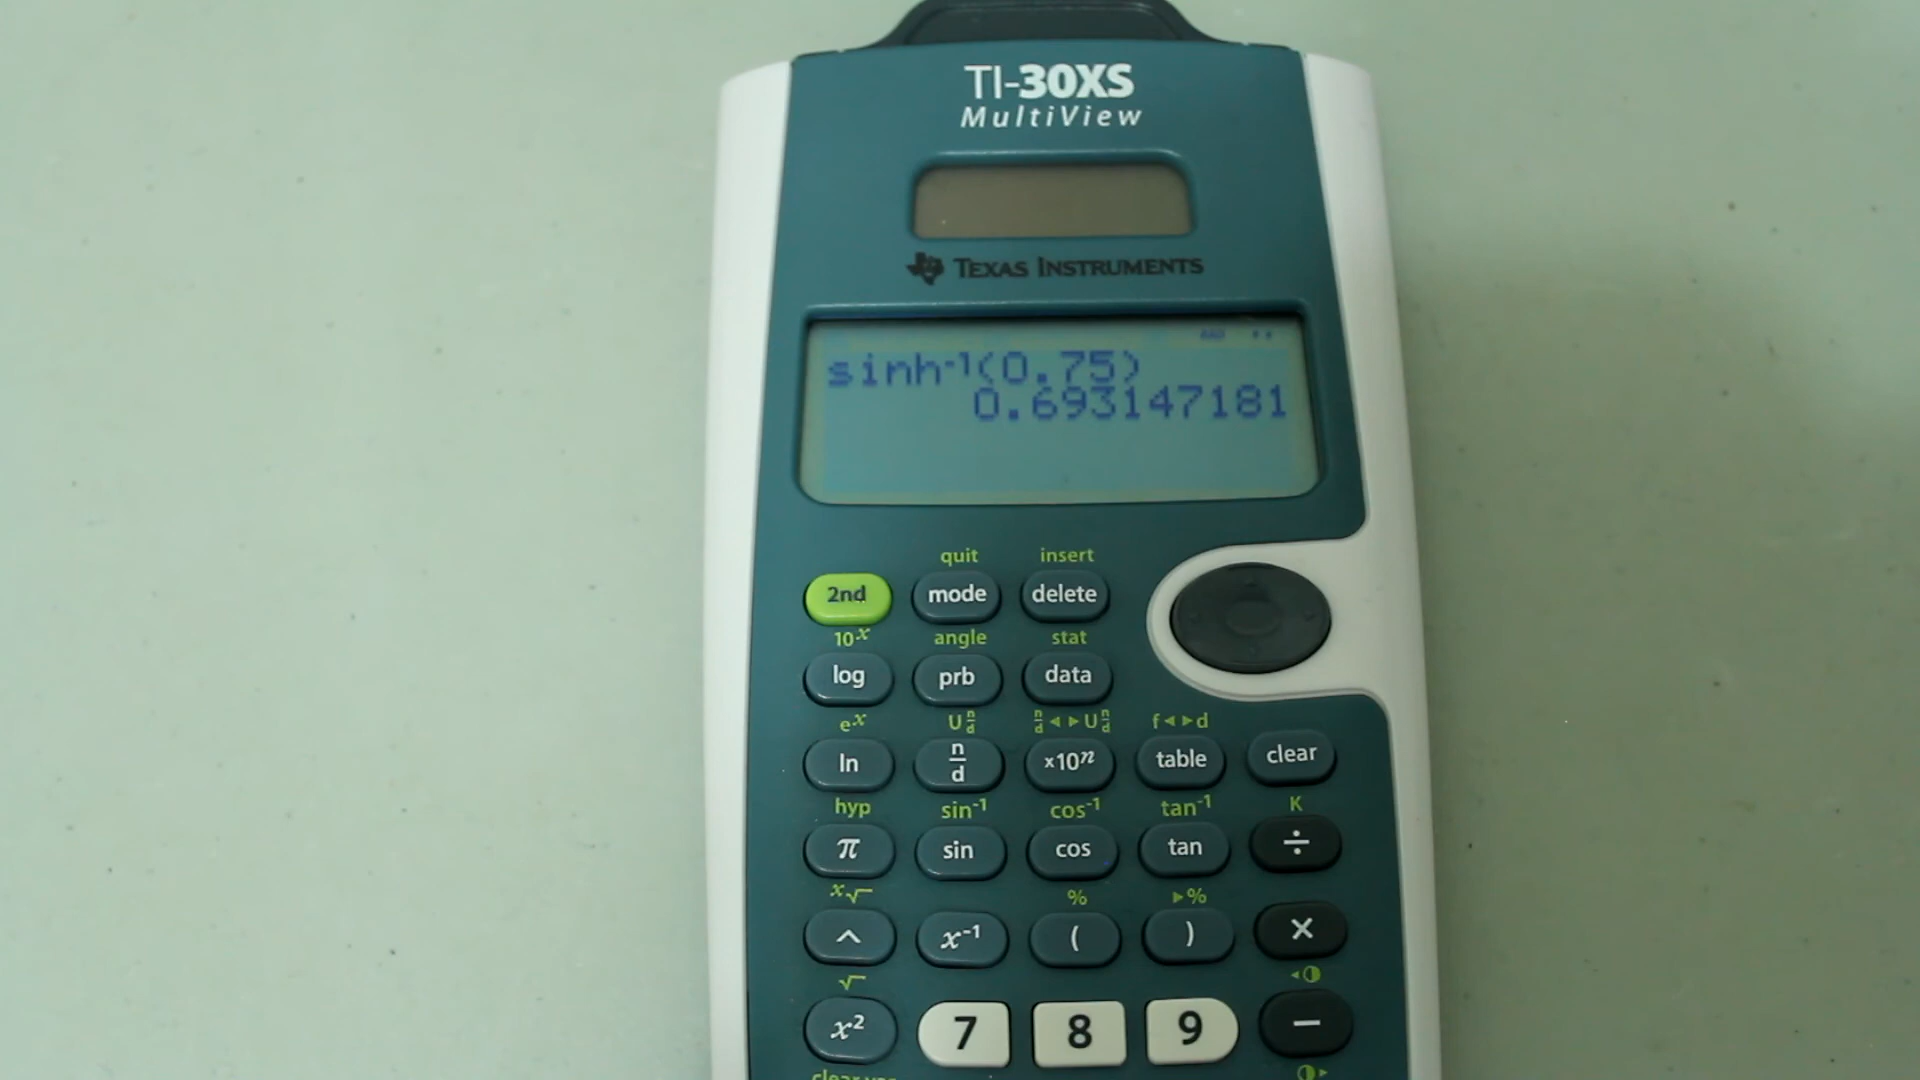 TI-30XS
MultiView
TEXAS INSTRUMENTS
sinh⁻¹(0.75)
0.693147181
quit insert
2nd mode delete
10ˣ angle stat
log prb data
eˣ U n/d n/d ◄► U n/d f◄►d
ln n/d ×10ⁿ table clear
hyp sin⁻¹ cos⁻¹ tan⁻¹ K
π sin cos tan ÷
ˣ√ % ►%
^ x⁻¹ ( ) ×
√ ◄◑
x² 7 8 9 −
◑►